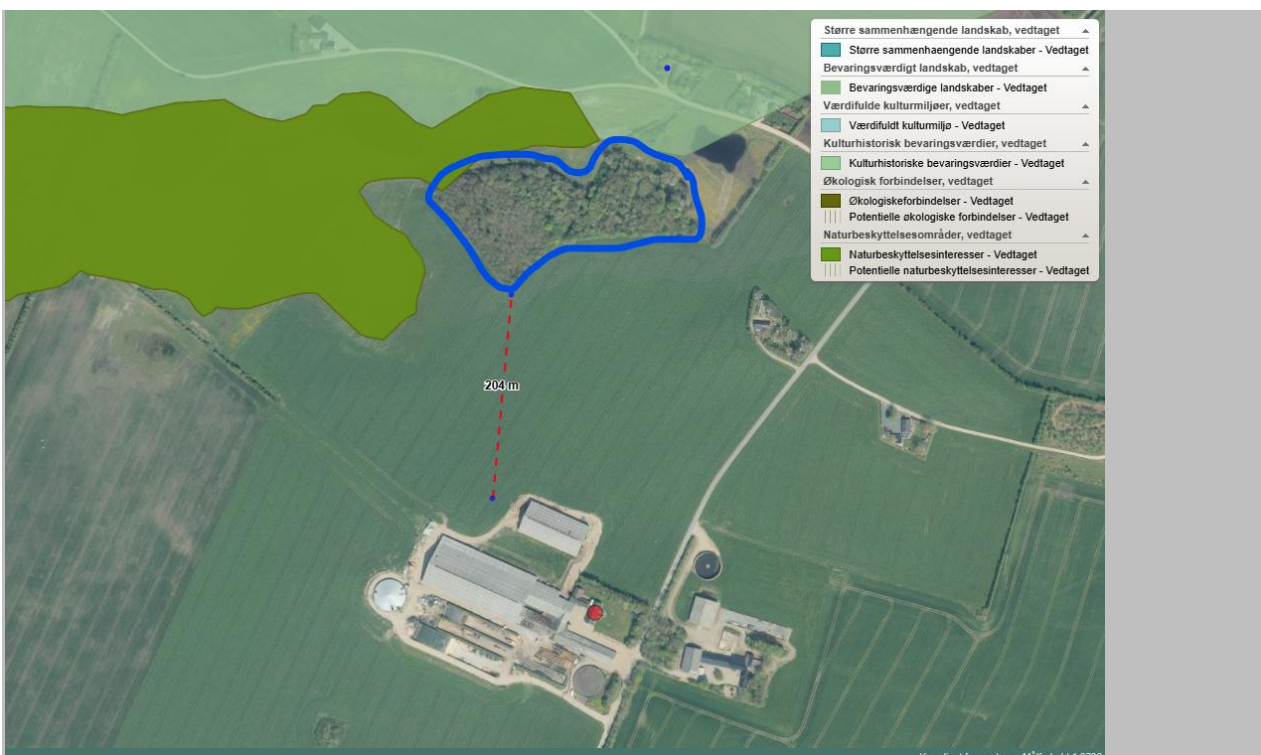 Større sammenhængende landskab, vedtaget
Større sammenhaengende landskaber - Vedtaget
Bevaringsværdigt landskab, vedtaget
Bevaringsværdige landskaber - Vedtaget
Værdifulde kulturmiljøer, vedtaget
Værdifuldt kulturmiljø - Vedtaget
Kulturhistorisk bevaringsværdier, vedtaget
Kulturhistoriske bevaringsværdier - Vedtaget
Økologisk forbindelser, vedtaget
Økologiskeforbindelser - Vedtaget
Potentielle økologiske forbindelser - Vedtaget
Naturbeskyttelsesområder, vedtaget
Naturbeskyttelsesinteresser - Vedtaget
Potentielle naturbeskyttelsesinteresser - Vedtaget
204 m